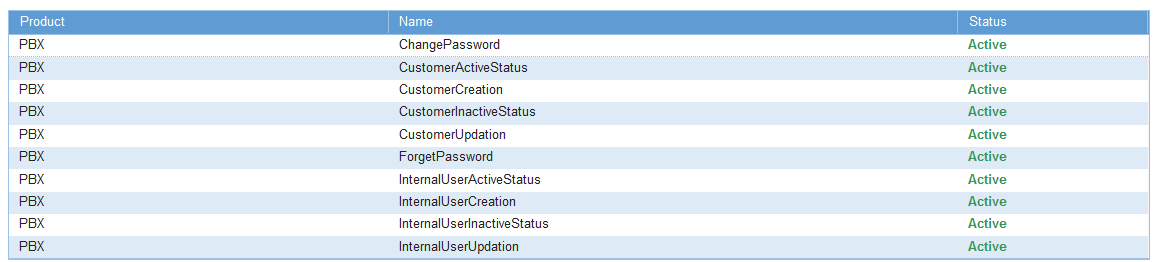 Product Name Status
PBX ChangePassword Active
PBX CustomerActiveStatus Active
PBX CustomerCreation Active
PBX CustomerInactiveStatus Active
PBX CustomerUpdation Active
PBX ForgetPassword Active
PBX InternalUserActiveStatus Active
PBX InternalUserCreation Active
PBX InternalUserInactiveStatus Active
PBX InternalUserUpdation Active